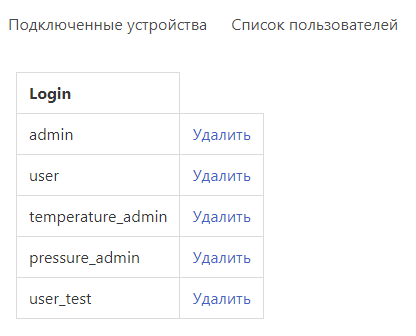 Подключенные устройства Список пользователей
Login
admin Удалить
user Удалить
temperature_admin Удалить
pressure_admin Удалить
user_test Удалить